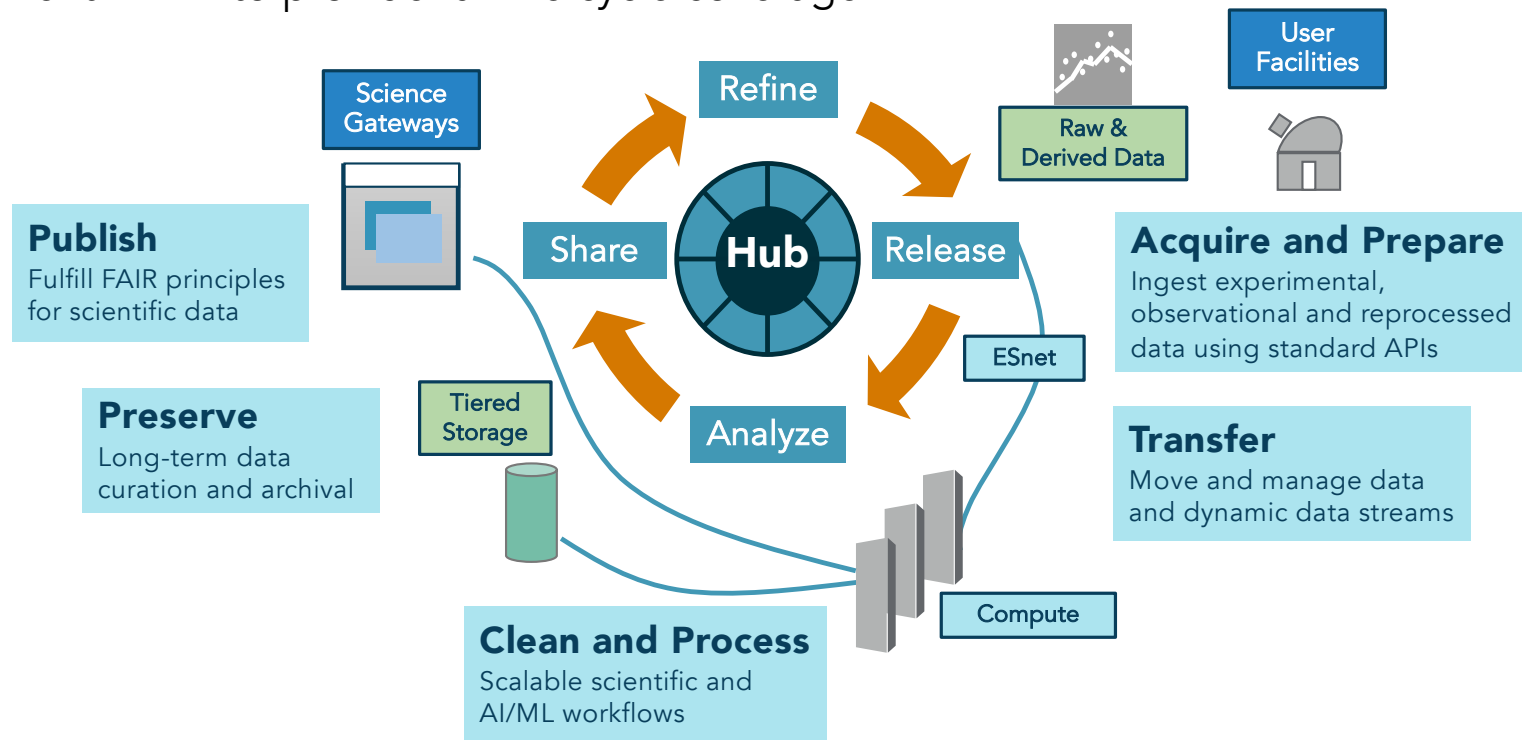 Science
Gateways
Refine
Raw &
Derived Data
User
Facilities
Publish
Fulfill FAIR principles
for scientific data
Share
Hub
Release
Acquire and Prepare
Ingest experimental,
observational and reprocessed
data using standard APIs
ESnet
Preserve
Long-term data
curation and archival
Tiered
Storage
Analyze
Transfer
Move and manage data
and dynamic data streams
Compute
Clean and Process
Scalable scientific and
AI/ML workflows